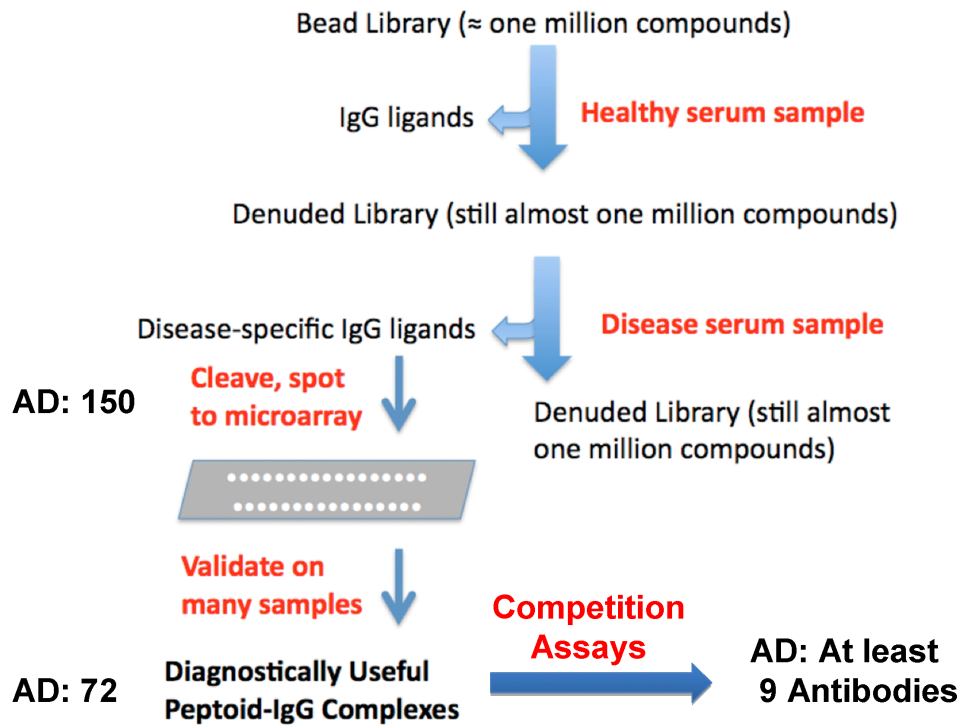 Bead Library (≈ one million compounds)
IgG ligands
Healthy serum sample
Denuded Library (still almost one million compounds)
Disease-specific IgG ligands
Disease serum sample
AD: 150
Cleave, spot
to microarray
Denuded Library (still almost
one million compounds)
Validate on
many samples
Competition
Assays
AD: 72
Diagnostically Useful
Peptoid-IgG Complexes
AD: At least
9 Antibodies